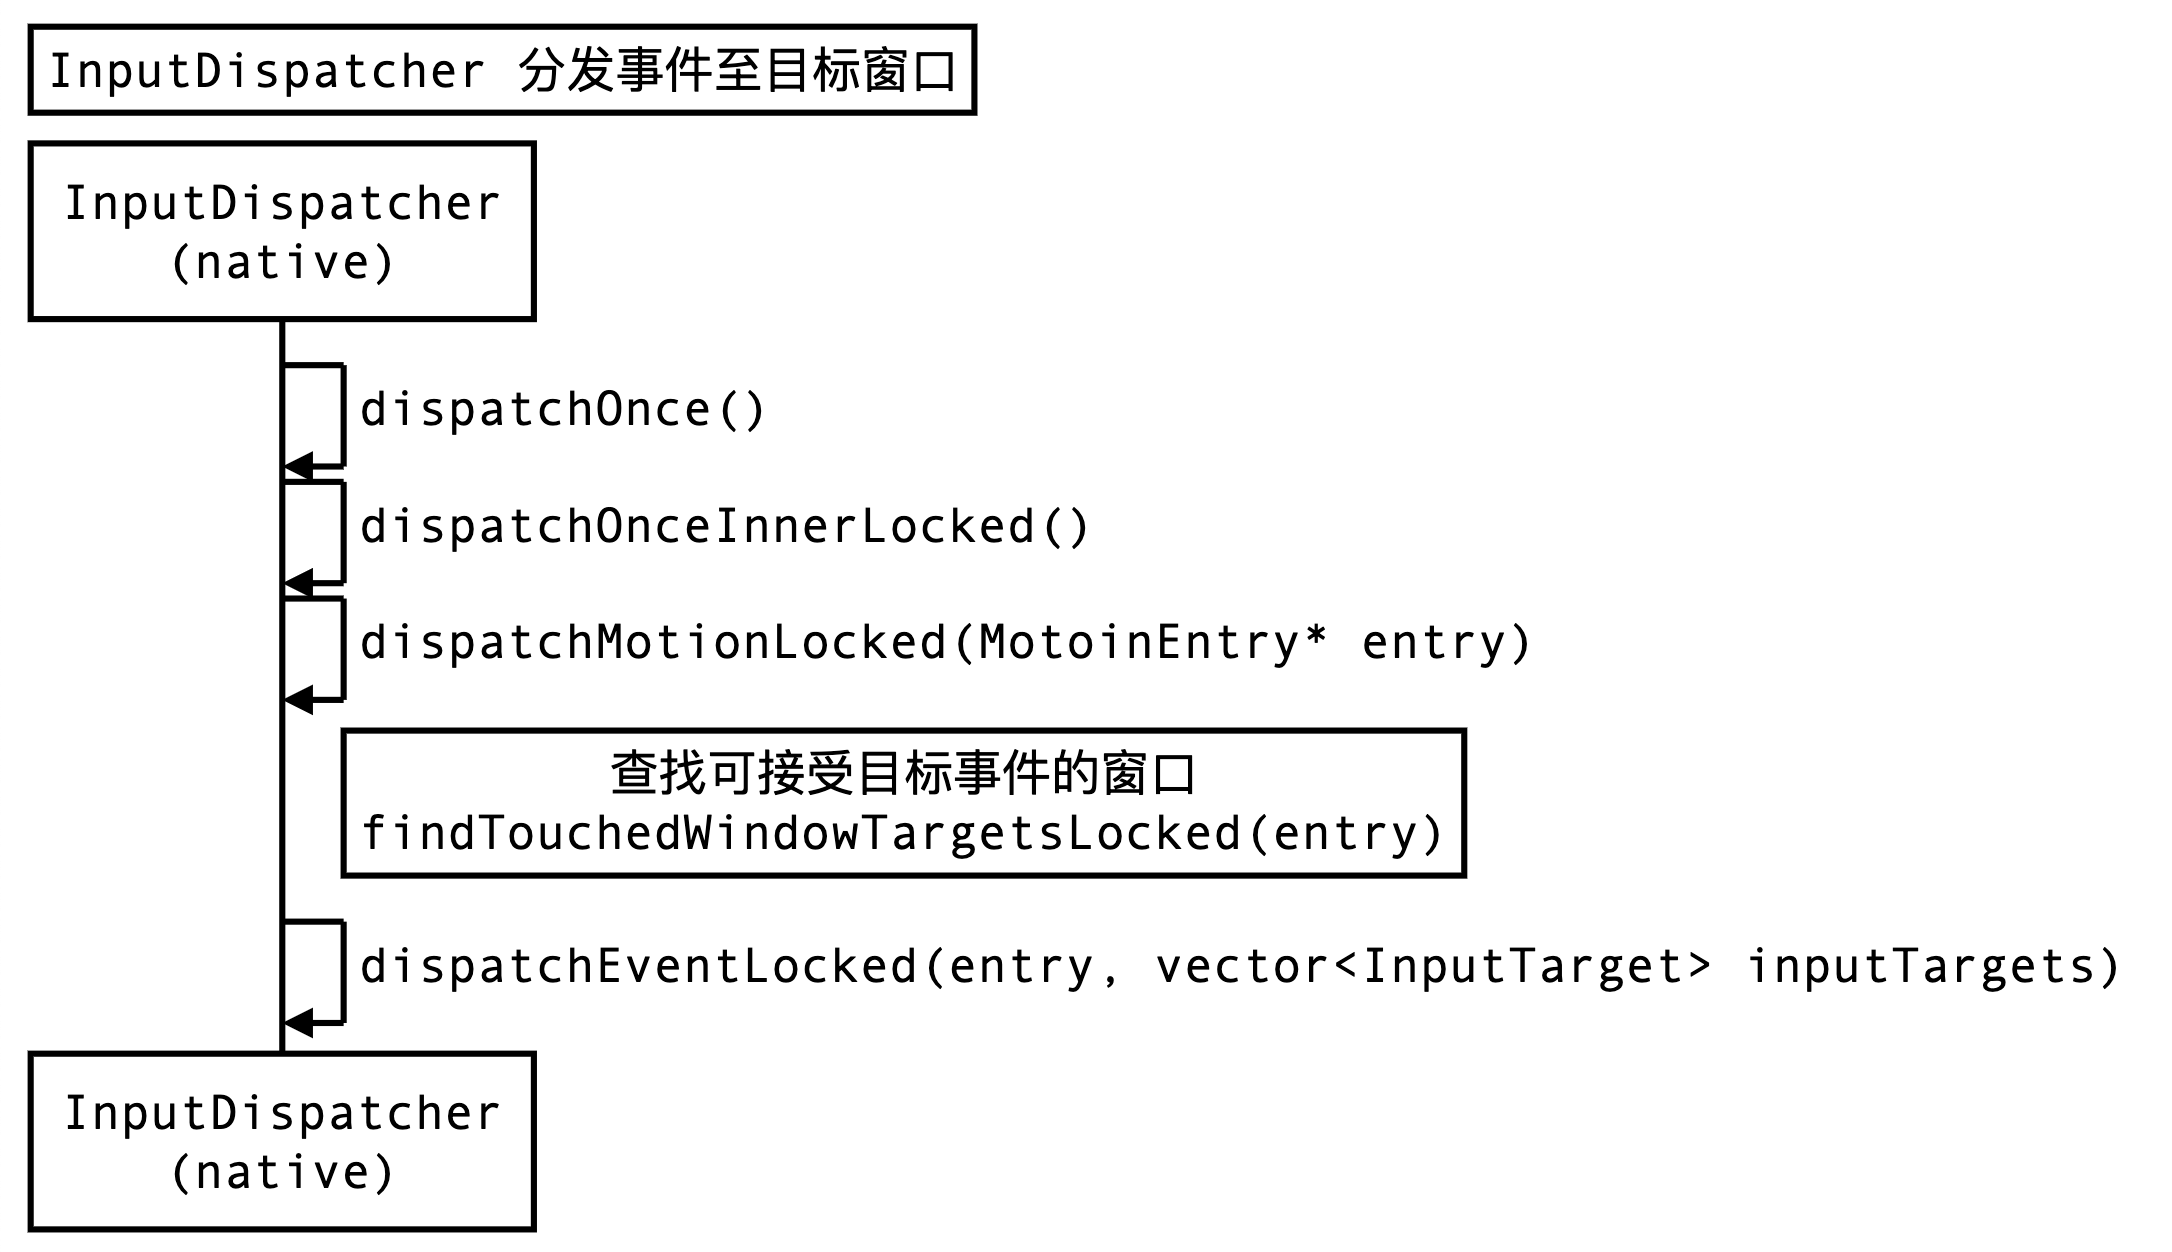 InputDispatcher 分发事件至目标窗口
InputDispatcher
(native)
dispatchOnce()
dispatchOnceInnerLocked()
dispatchMotionLocked(MotoinEntry* entry)
查找可接受目标事件的窗口
findTouchedWindowTargetsLocked(entry)
dispatchEventLocked(entry, vector<InputTarget> inputTargets)
InputDispatcher
(native)